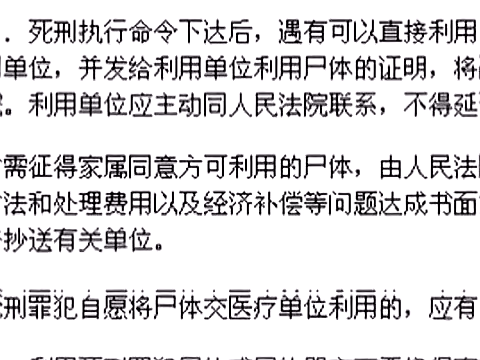 ．死刑执行命令下达后，遇有可以直接利用
单位，并发给利用单位利用尸体的证明，将
。利用单位应主动同人民法院联系，不得延
需征得家属同意方可利用的尸体，由人民法
法和处理费用以及经济补偿等问题达成书面
抄送有关单位。
刑罪犯自愿将尸体交医疗单位利用的，应有